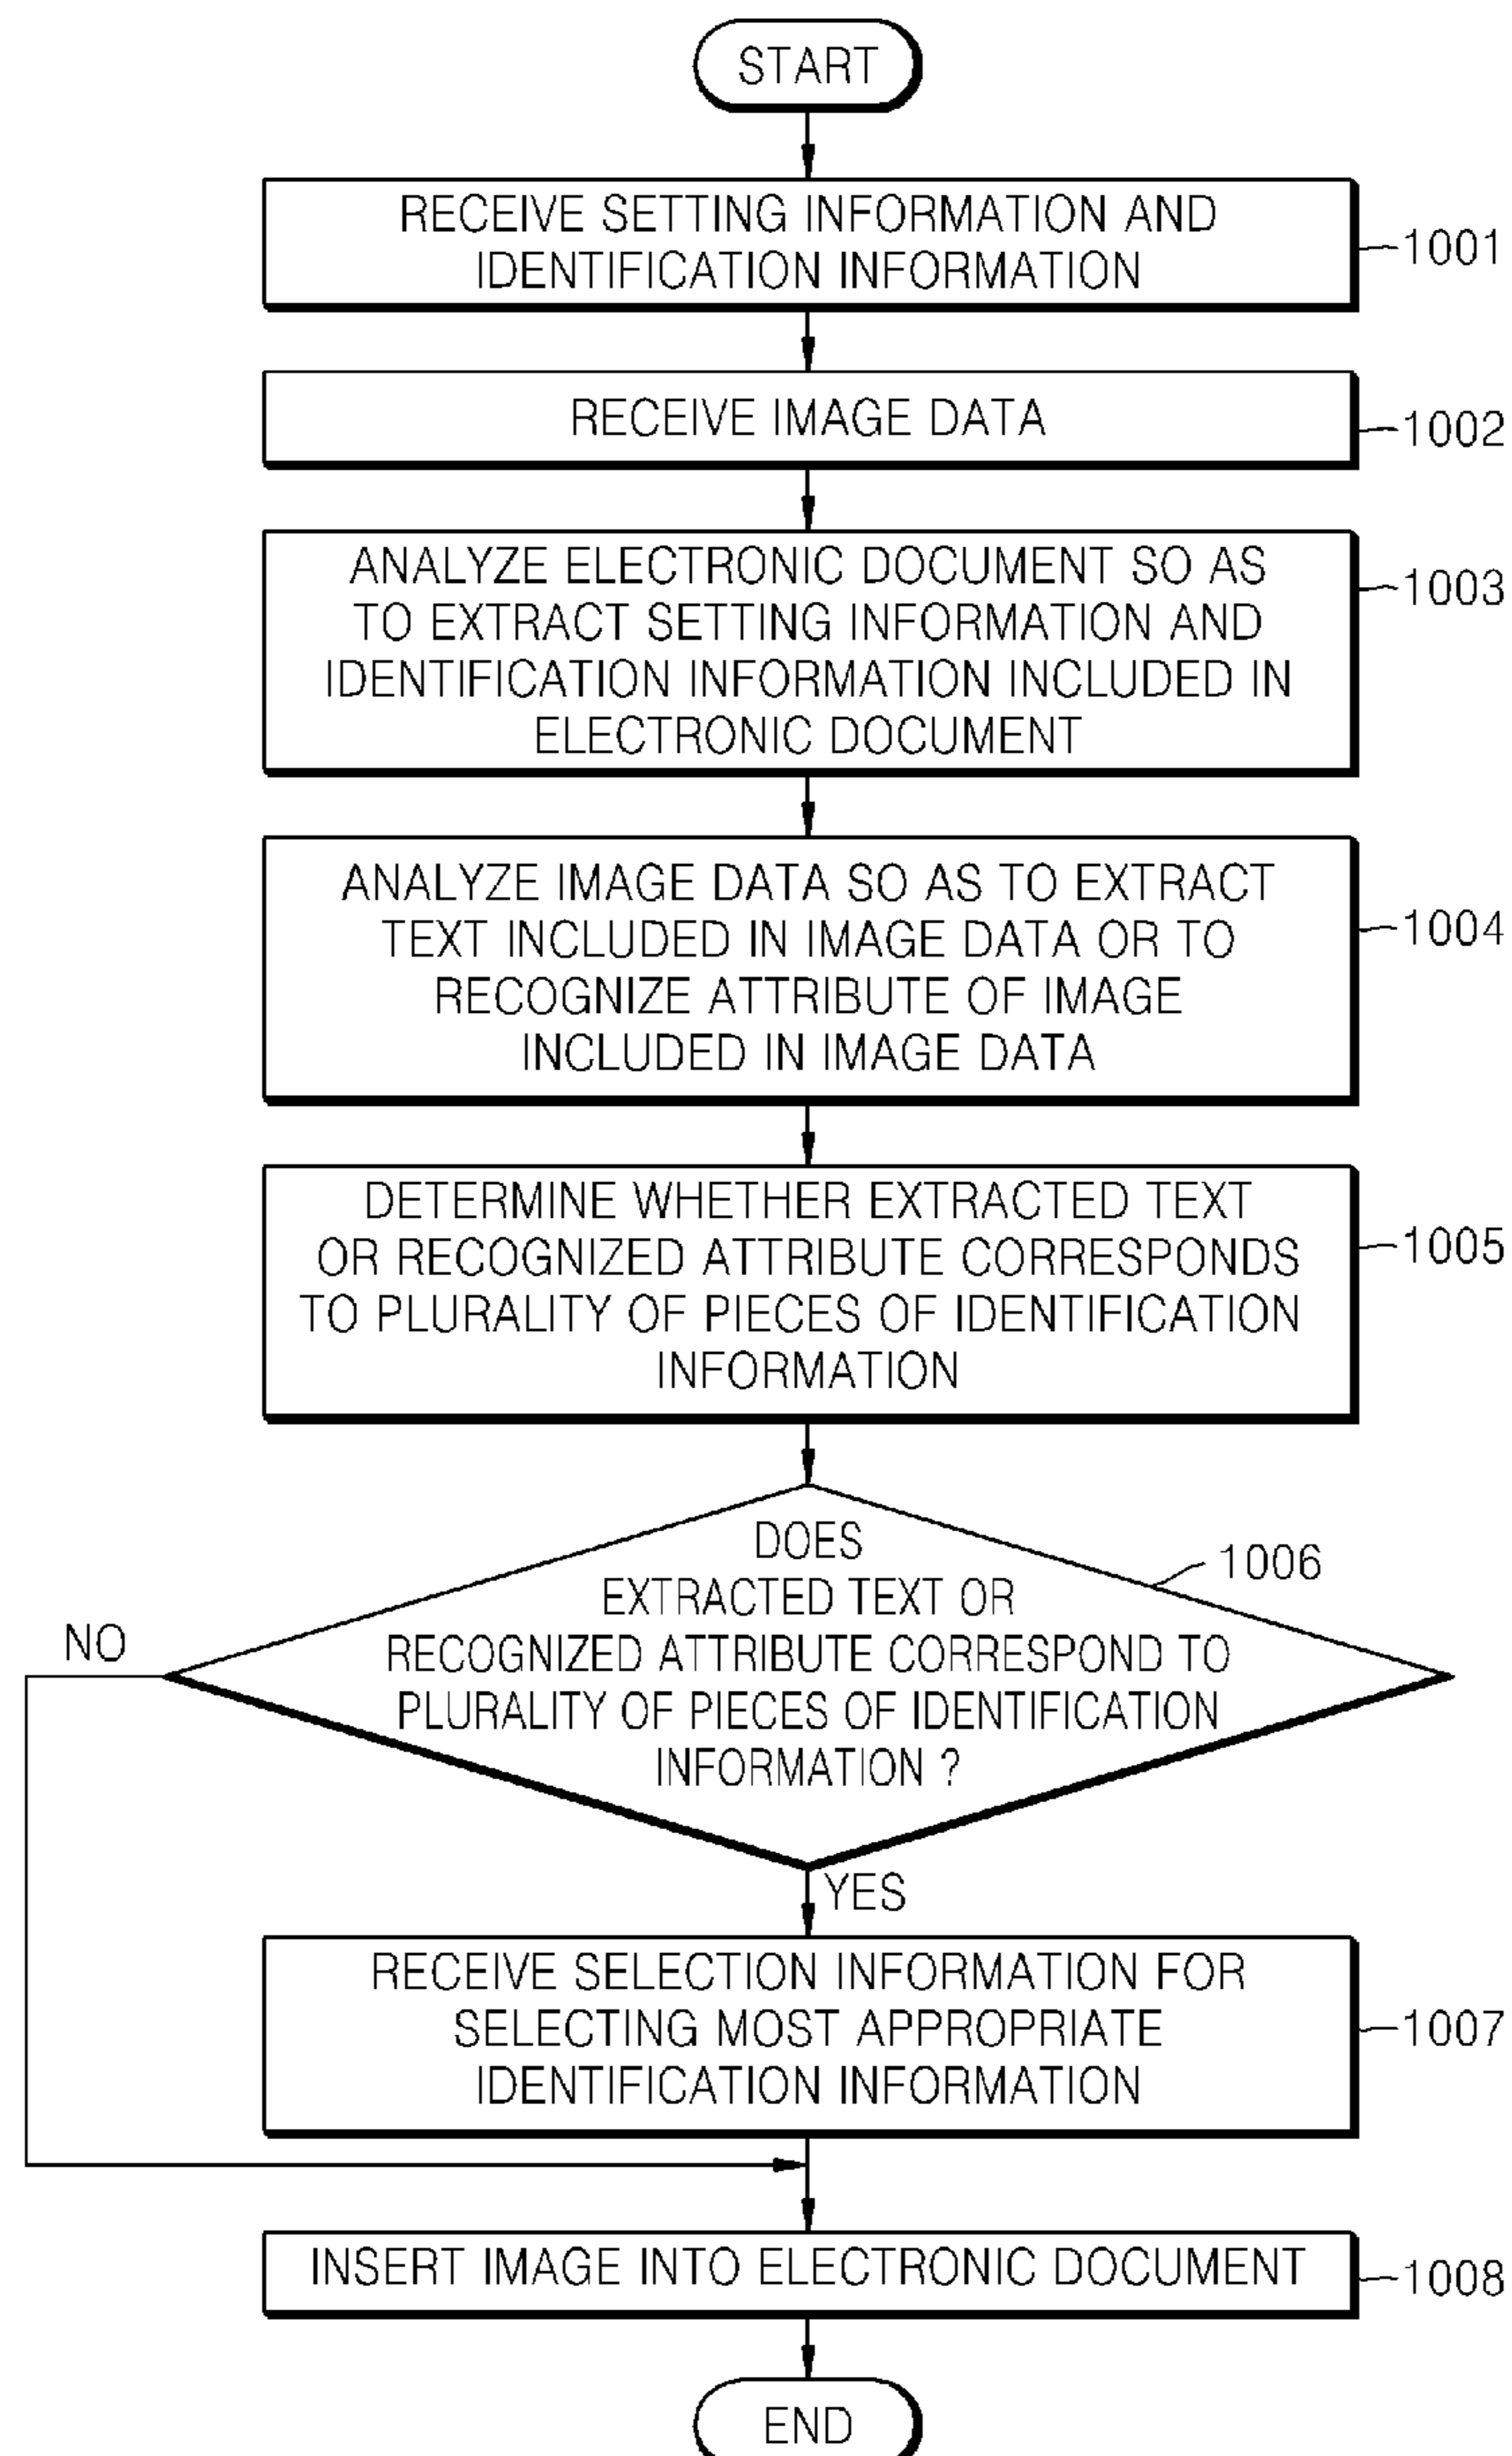 START
RECEIVE SETTING INFORMATION AND
IDENTIFICATION INFORMATION
1001
RECEIVE IMAGE DATA
1002
ANALYZE ELECTRONIC DOCUMENT SO AS
TO EXTRACT SETTING INFORMATION AND
IDENTIFICATION INFORMATION INCLUDED IN
ELECTRONIC DOCUMENT
1003
ANALYZE IMAGE DATA SO AS TO EXTRACT
TEXT INCLUDED IN IMAGE DATA OR TO
RECOGNIZE ATTRIBUTE OF IMAGE
INCLUDED IN IMAGE DATA
1004
DETERMINE WHETHER EXTRACTED TEXT
OR RECOGNIZED ATTRIBUTE CORRESPONDS
TO PLURALITY OF PIECES OF IDENTIFICATION
INFORMATION
1005
DOES
EXTRACTED TEXT OR
RECOGNIZED ATTRIBUTE CORRESPOND TO
PLURALITY OF PIECES OF IDENTIFICATION
INFORMATION ?
1006
NO
YES
RECEIVE SELECTION INFORMATION FOR
SELECTING MOST APPROPRIATE
IDENTIFICATION INFORMATION
1007
INSERT IMAGE INTO ELECTRONIC DOCUMENT
1008
END